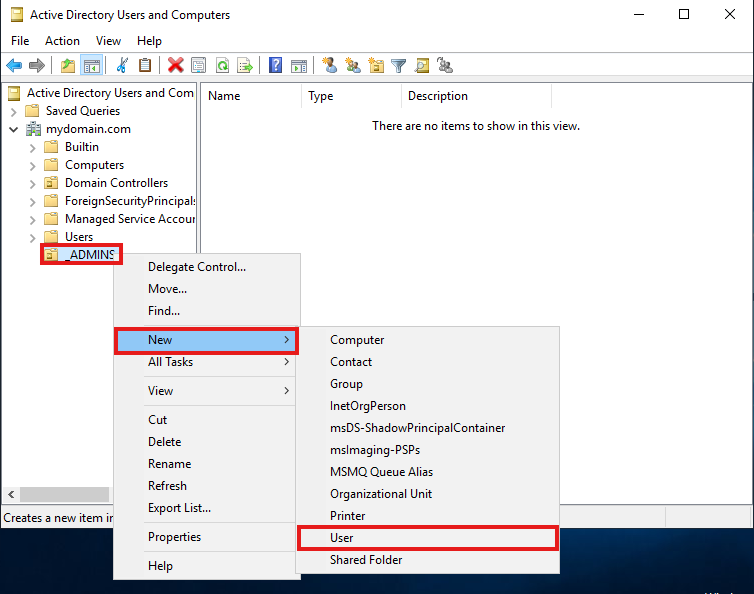 Active Directory Users and Computers
File Action View Help
Active Directory Users and Com
Saved Queries
mydomain.com
Builtin
Computers
Domain Controllers
ForeignSecurityPrincipals
Managed Service Accour
Users
_ADMINS
Name Type Description
There are no items to show in this view.
Delegate Control...
Move...
Find...
New
All Tasks
View
Cut
Delete
Rename
Refresh
Export List...
Properties
Help
Computer
Contact
Group
InetOrgPerson
msDS-ShadowPrincipalContainer
msImaging-PSPs
MSMQ Queue Alias
Organizational Unit
Printer
User
Shared Folder
Creates a new item in